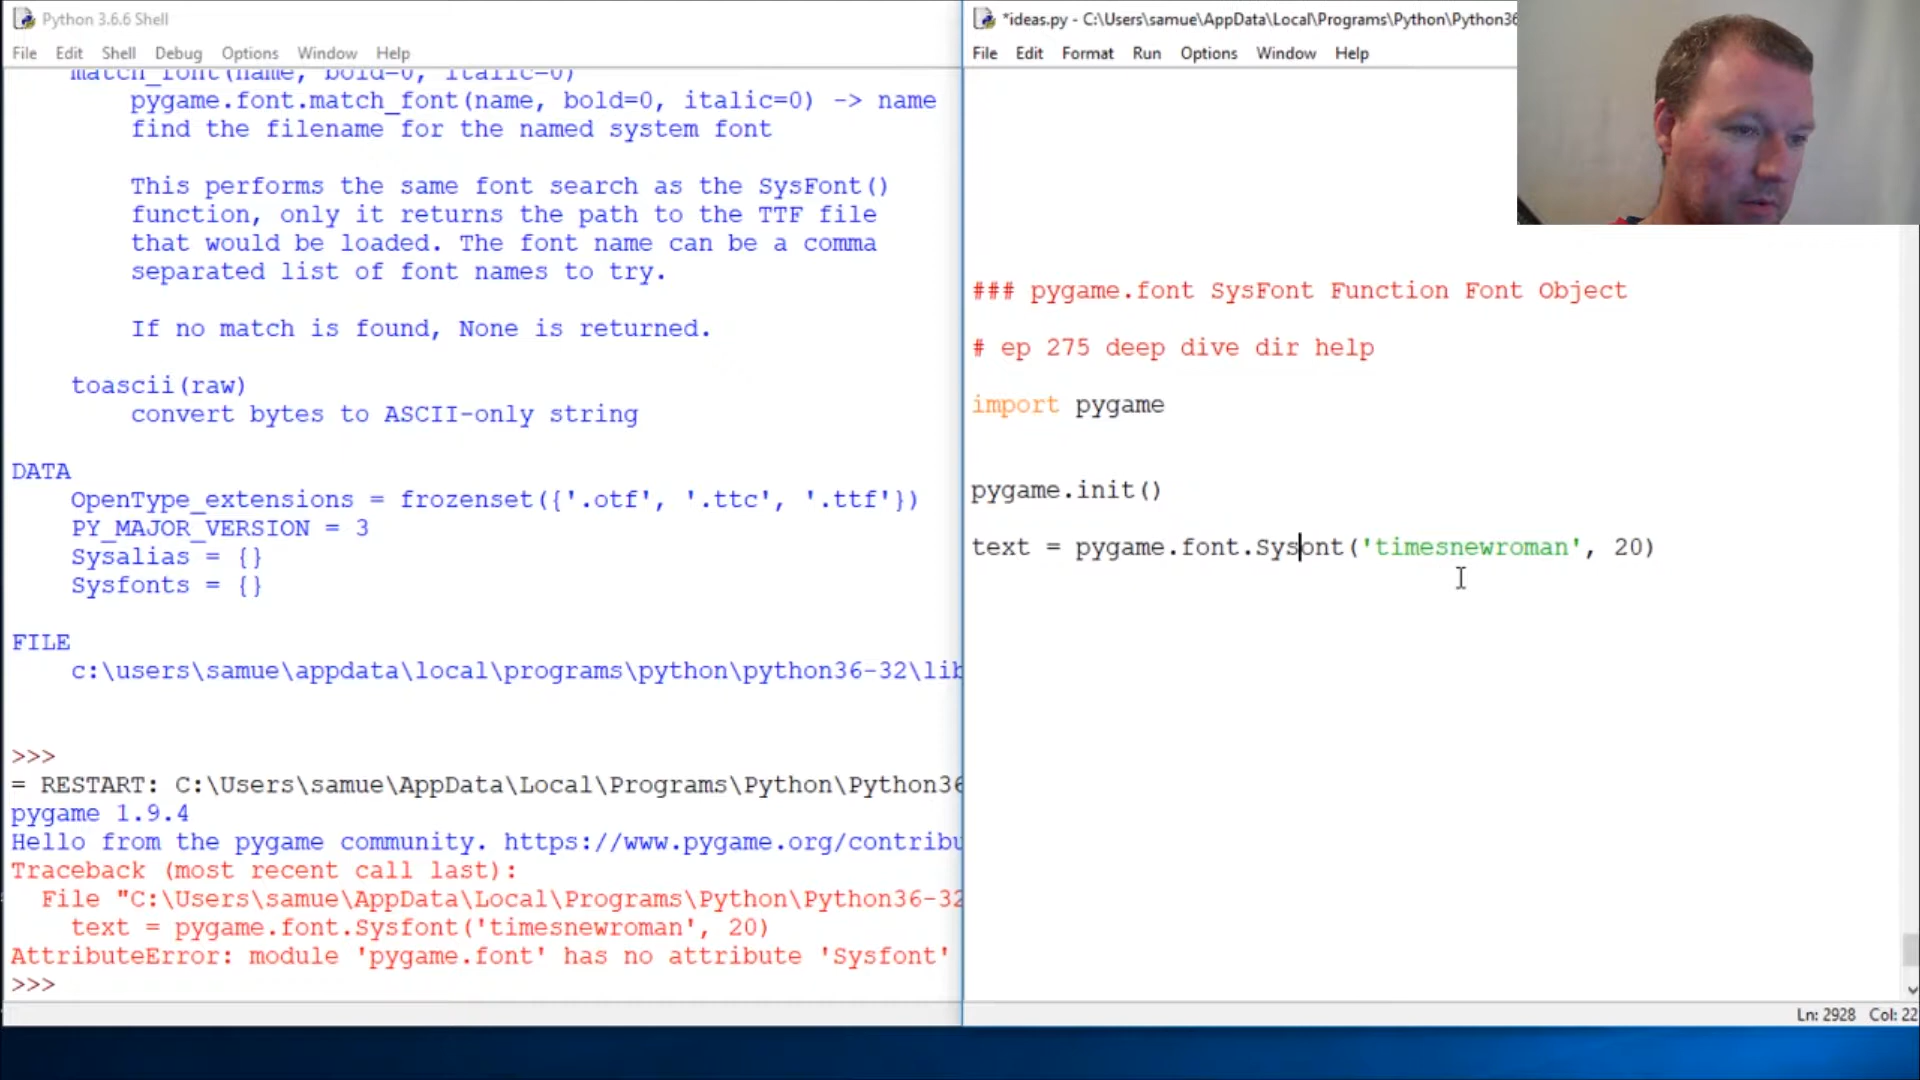 Python 3.6.6 Shell
File Edit Shell Debug Options Window Help
match_font(name, bold=0, italic=0)
pygame.font.match_font(name, bold=0, italic=0) -> name
find the filename for the named system font
This performs the same font search as the SysFont()
function, only it returns the path to the TTF file
that would be loaded. The font name can be a comma
separated list of font names to try.
If no match is found, None is returned.
toascii(raw)
convert bytes to ASCII-only string
DATA
OpenType_extensions = frozenset({'.otf', '.ttc', '.ttf'})
PY_MAJOR_VERSION = 3
Sysalias = {}
Sysfonts = {}
FILE
c:\users\samue\appdata\local\programs\python\python36-32\lib
>>>
= RESTART: C:\Users\samue\AppData\Local\Programs\Python\Python36
pygame 1.9.4
Hello from the pygame community. https://www.pygame.org/contribu
Traceback (most recent call last):
File "C:\Users\samue\AppData\Local\Programs\Python\Python36-32
text = pygame.font.Sysfont('timesnewroman', 20)
AttributeError: module 'pygame.font' has no attribute 'Sysfont'
>>>
*ideas.py - C:\Users\samue\AppData\Local\Programs\Python\Python36
File Edit Format Run Options Window Help
### pygame.font SysFont Function Font Object
# ep 275 deep dive dir help
import pygame
pygame.init()
text = pygame.font.Sysont('timesnewroman', 20)
Ln: 2928 Col: 22